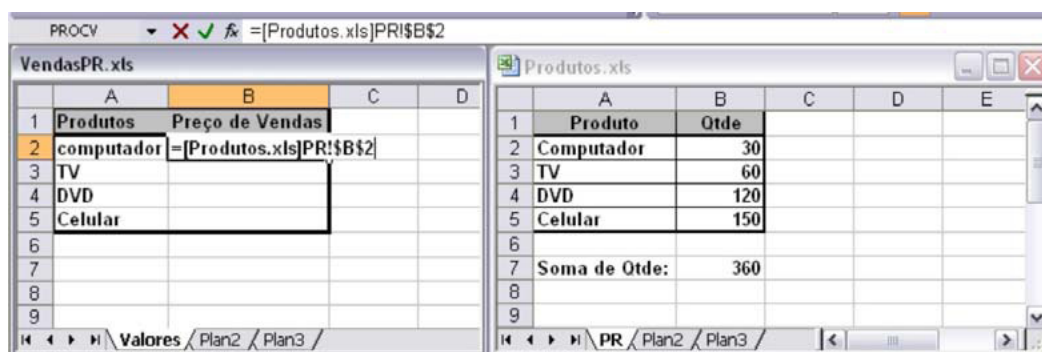 PROCV =[Produtos.xls]PR!$B$2
VendasPR.xls
A B C D
1 Produtos Preço de Vendas
2 computador =[Produtos.xls]PR!$B$2
3 TV
4 DVD
5 Celular
6
7
8
9
Valores Plan2 Plan3
Produtos.xls
A B C D E
1 Produto Qtde
2 Computador 30
3 TV 60
4 DVD 120
5 Celular 150
6
7 Soma de Qtde: 360
8
9
PR Plan2 Plan3